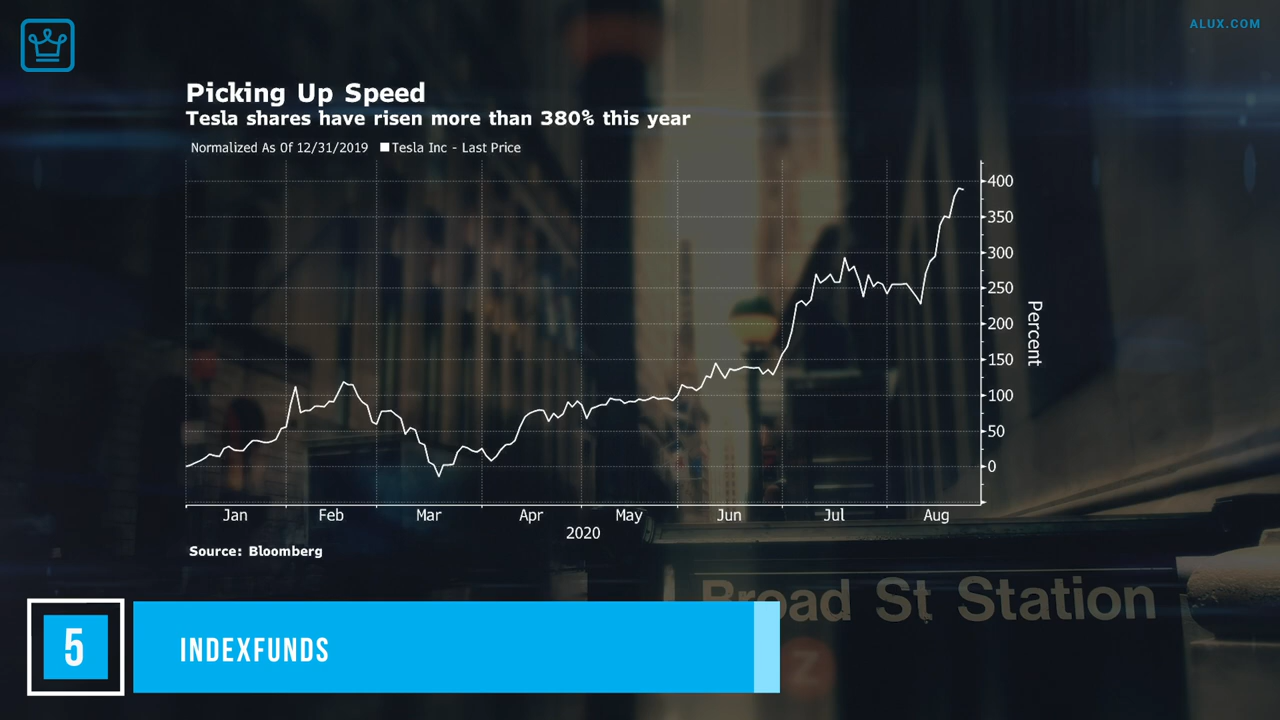 ALUX.COM
Picking Up Speed
Tesla shares have risen more than 380% this year
Normalized As Of 12/31/2019 Tesla Inc - Last Price
400
350
300
250
200
150
100
50
0
Percent
Jan Feb Mar Apr May Jun Jul Aug
2020
Source: Bloomberg
Broad St Station
Z
5 INDEXFUNDS